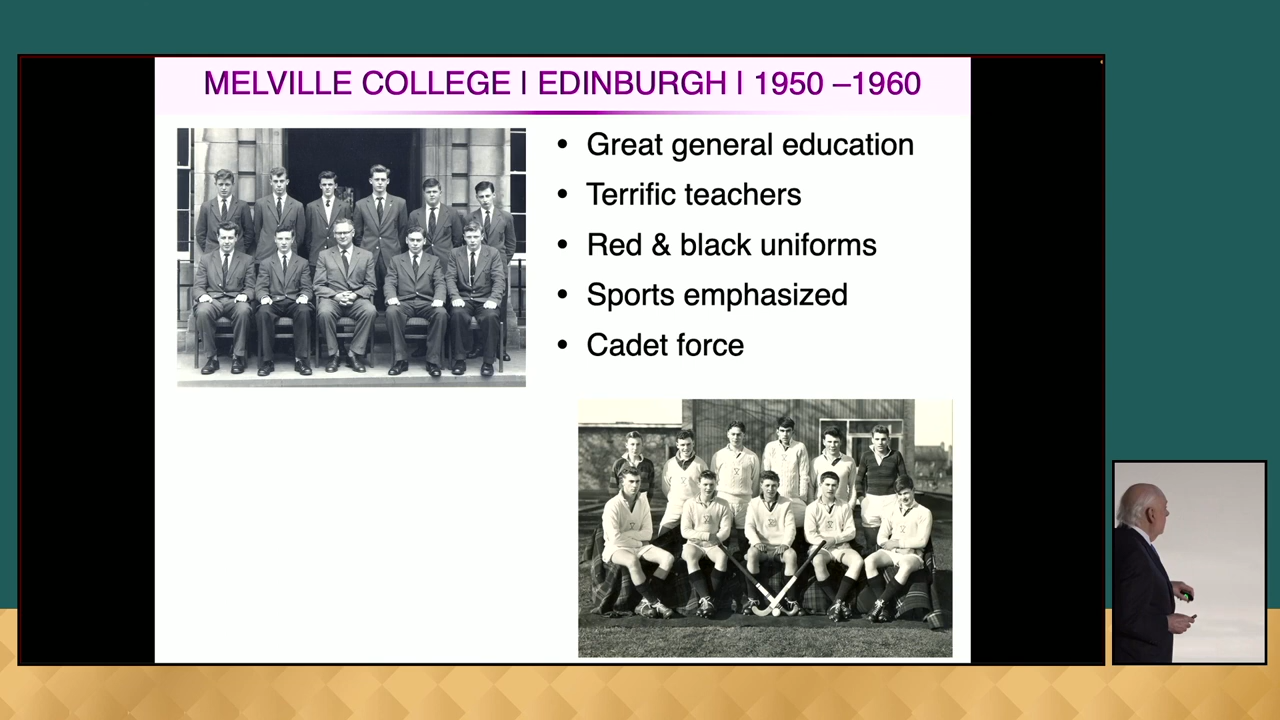 MELVILLE COLLEGE | EDINBURGH | 1950 –1960
• Great general education
• Terrific teachers
• Red & black uniforms
• Sports emphasized
• Cadet force